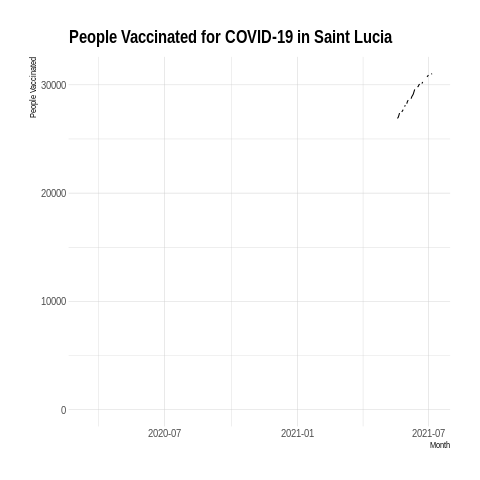 People Vaccinated for COVID-19 in Saint Lucia
People Vaccinated
30000
20000
10000
0
2020-07
2021-01
2021-07
Month